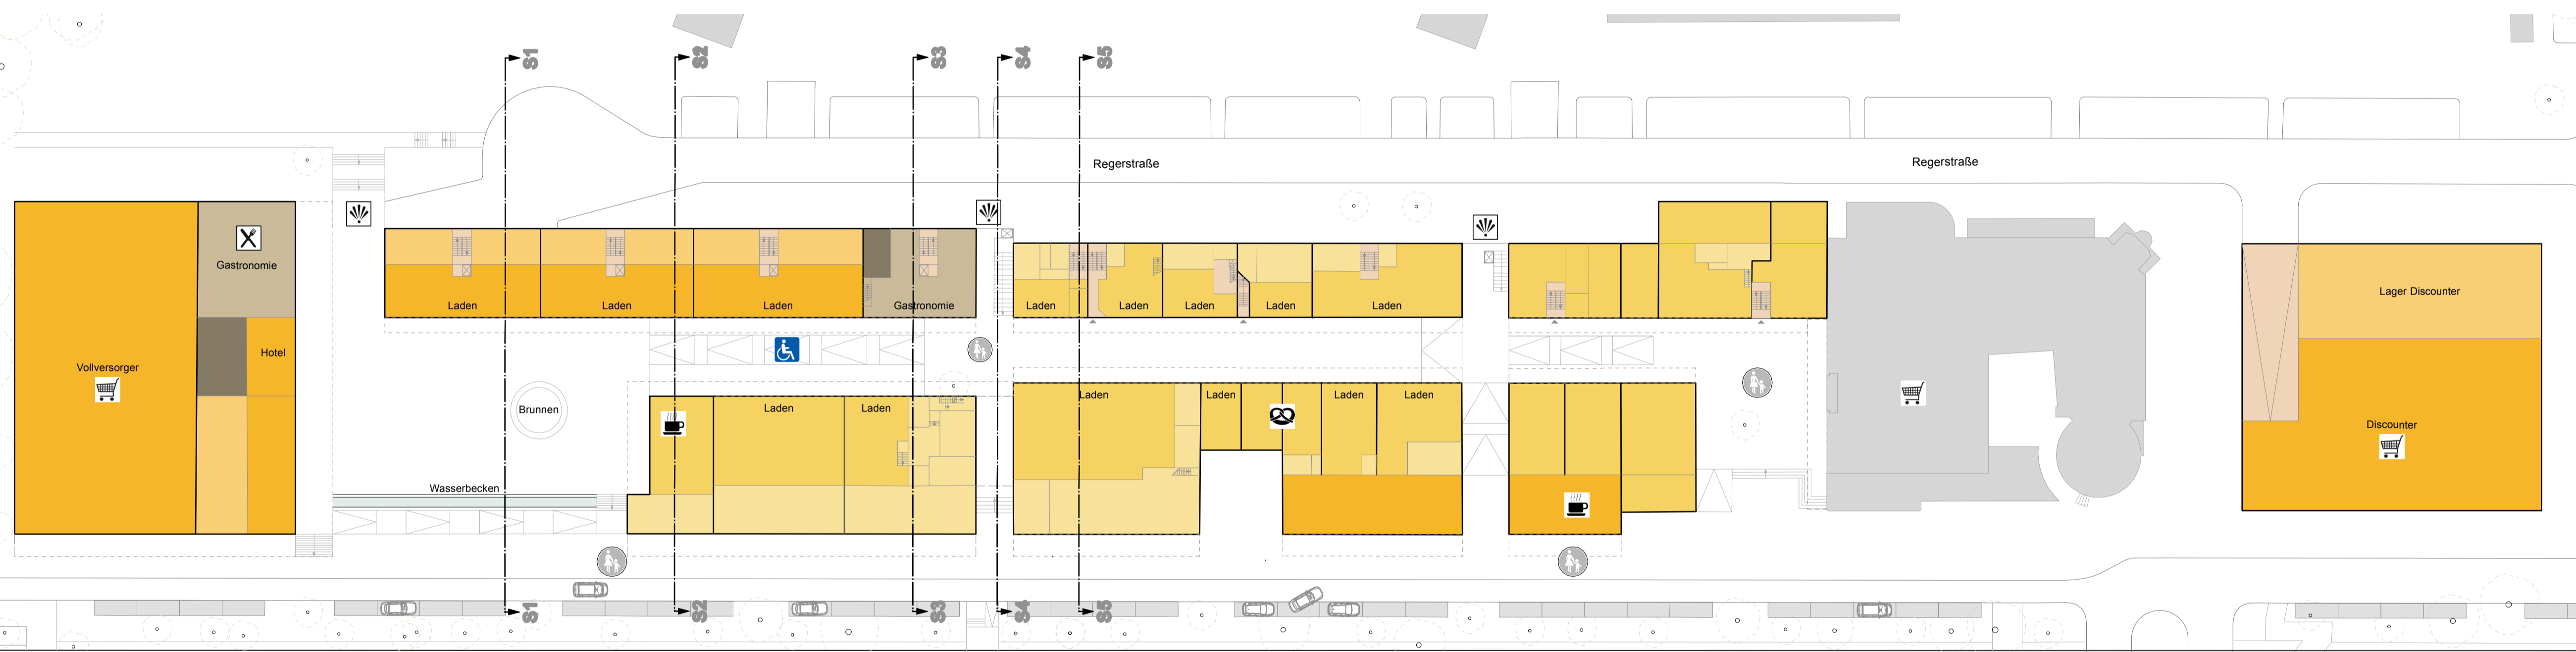 S1
S2
S3
S4
S5
Regerstraße
Regerstraße
Gastronomie
Laden
Laden
Laden
Gastronomie
Laden
Laden
Laden
Laden
Laden
Lager Discounter
Hotel
Vollversorger
Brunnen
Laden
Laden
Laden
Laden
Laden
Laden
Discounter
Wasserbecken
S1
S2
S3
S4
S5